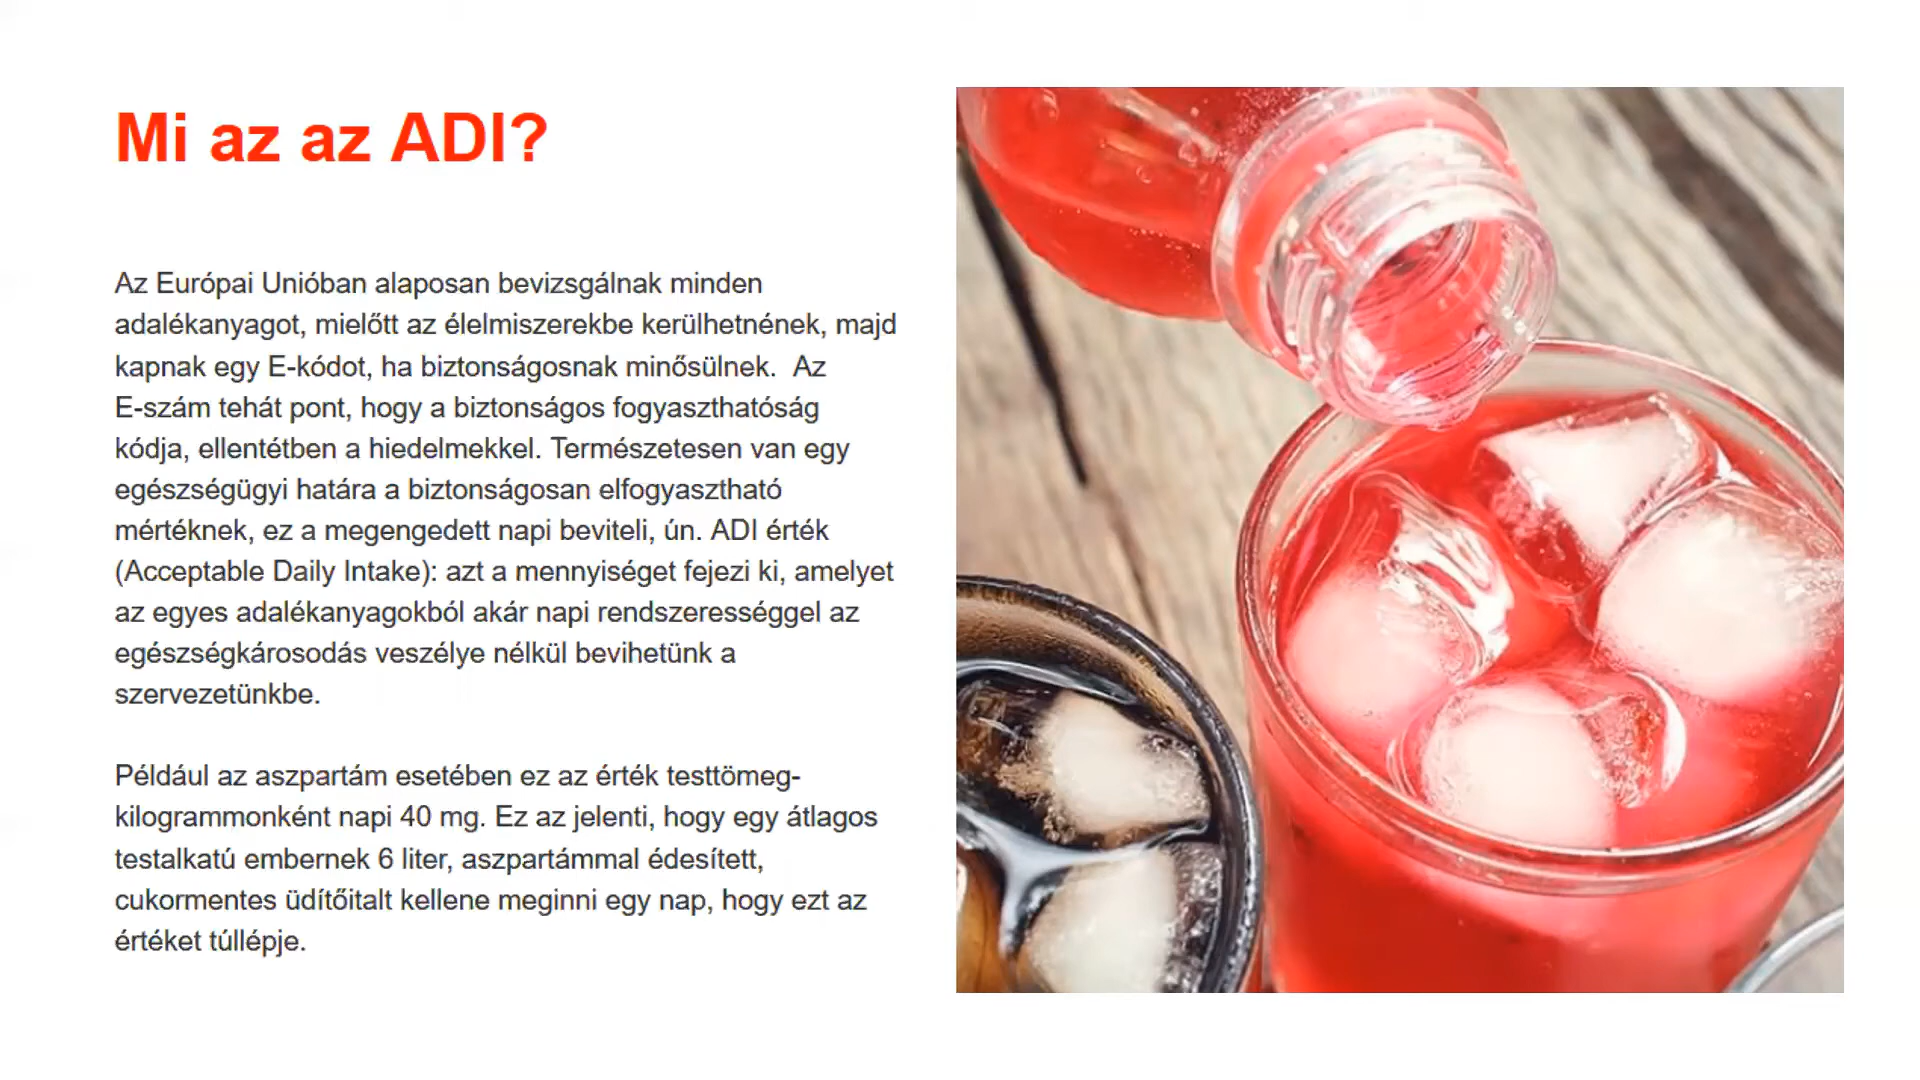 Mi az az ADI?
Az Európai Unióban alaposan bevizsgálnak minden
adalékanyagot, mielőtt az élelmiszerekbe kerülhetnének, majd
kapnak egy E-kódot, ha biztonságosnak minősülnek.  Az
E-szám tehát pont, hogy a biztonságos fogyaszthatóság
kódja, ellentétben a hiedelmekkel. Természetesen van egy
egészségügyi határa a biztonságosan elfogyasztható
mértéknek, ez a megengedett napi beviteli, ún. ADI érték
(Acceptable Daily Intake): azt a mennyiséget fejezi ki, amelyet
az egyes adalékanyagokból akár napi rendszerességgel az
egészségkárosodás veszélye nélkül bevihetünk a
szervezetünkbe.
Például az aszpartám esetében ez az érték testtömeg-
kilogrammonként napi 40 mg. Ez az jelenti, hogy egy átlagos
testalkatú embernek 6 liter, aszpartámmal édesített,
cukormentes üdítőitalt kellene meginni egy nap, hogy ezt az
értéket túllépje.